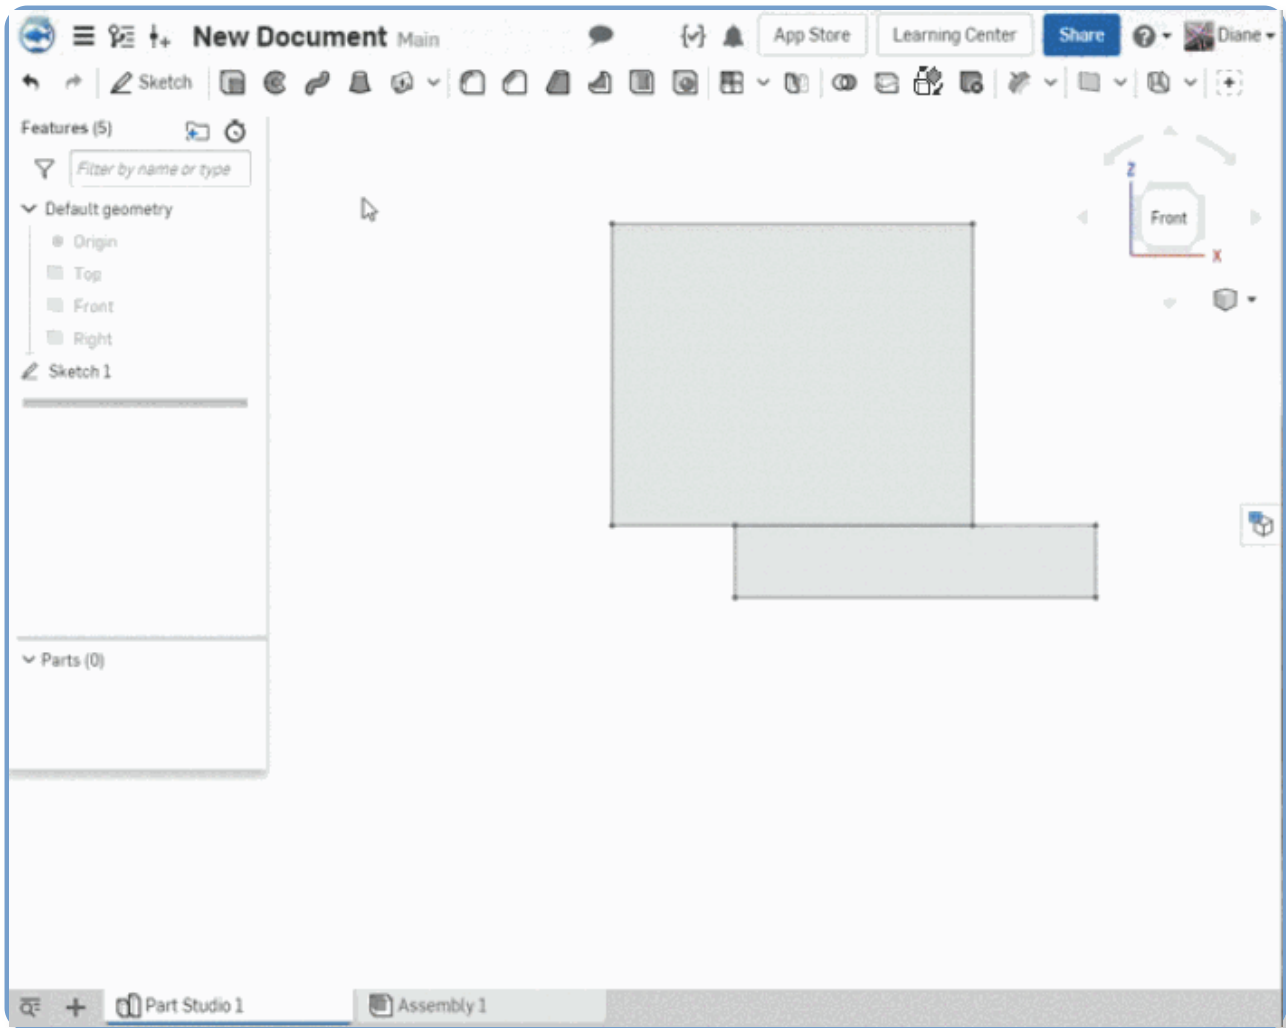 New Document Main
App Store
Learning Center
Share
Diane
Sketch
Features (5)
Filter by name or type
Default geometry
Origin
Top
Front
Right
Sketch 1
Parts (0)
Z
Front
X
Part Studio 1
Assembly 1